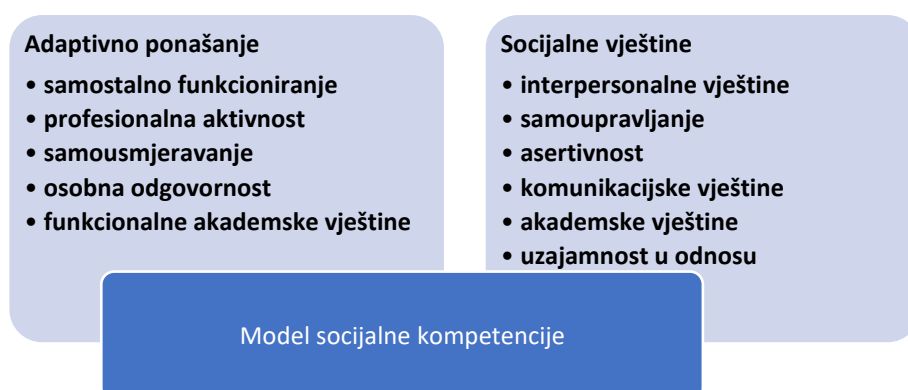 Adaptivno ponašanje
• samostalno funkcioniranje
• profesionalna aktivnost
• samousmjeravanje
• osobna odgovornost
• funkcionalne akademske vještine
Socijalne vještine
• interpersonalne vještine
• samoupravljanje
• asertivnost
• komunikacijske vještine
• akademske vještine
• uzajamnost u odnosu
Model socijalne kompetencije